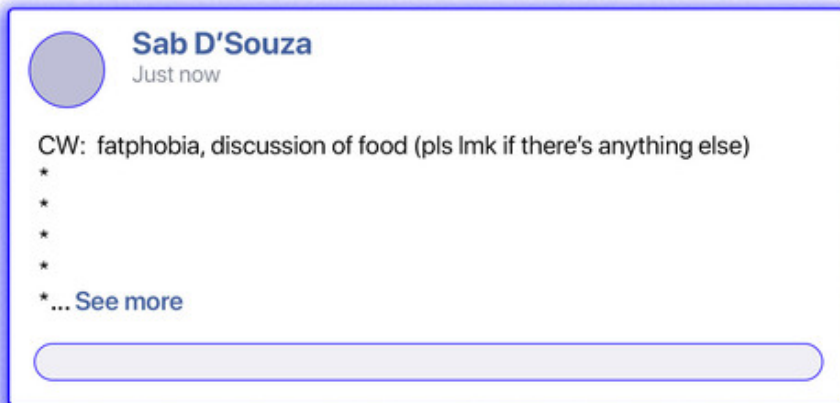 Sab D’Souza
Just now
CW:  fatphobia, discussion of food (pls lmk if there’s anything else)
*
*
*
*
*... See more